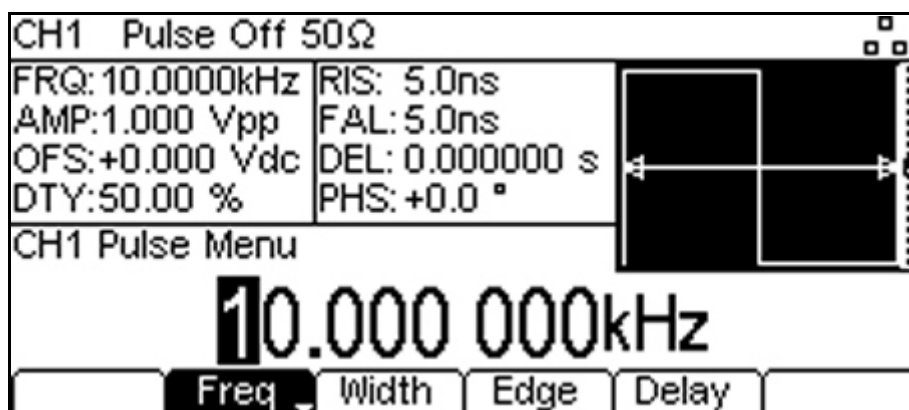 CH1 Pulse Off 50Ω
FRQ:10.0000kHz
AMP:1.000 Vpp
OFS:+0.000 Vdc
DTY:50.00 %
RIS: 5.0ns
FAL:5.0ns
DEL: 0.000000 s
PHS:+0.0 °
CH1 Pulse Menu
10.000 000kHz
Freq Width Edge Delay